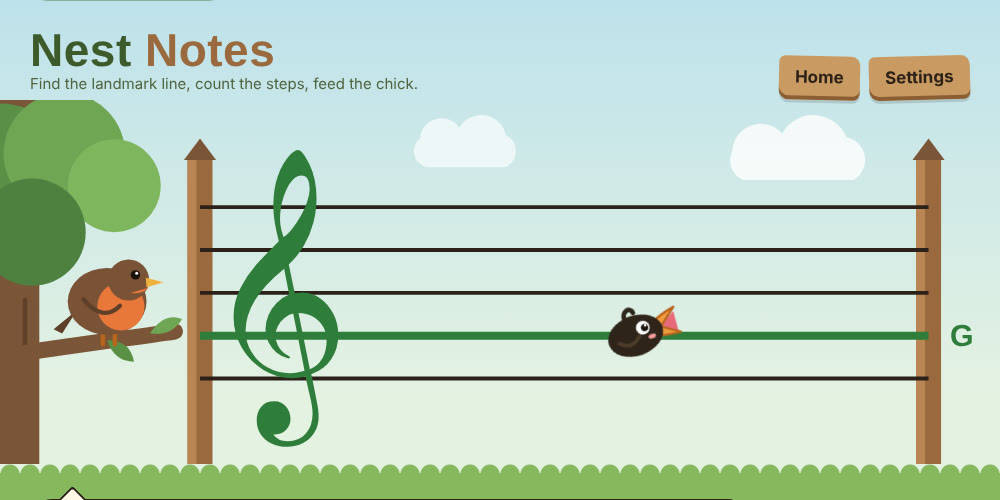 Nest Notes
Find the landmark line, count the steps, feed the chick.
Home
Settings
G